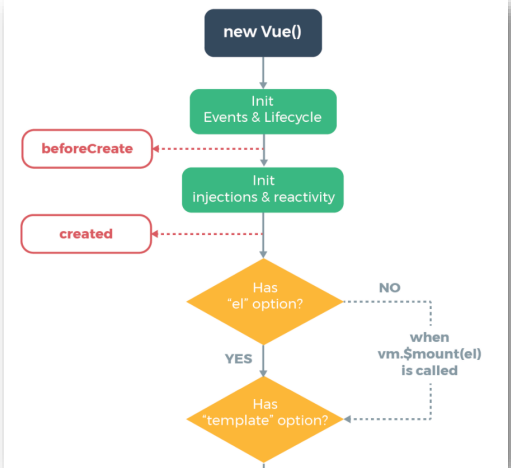 new Vue()
Init
Events & Lifecycle
beforeCreate
Init
injections & reactivity
created
Has
"el" option?
NO
when
vm.$mount(el)
is called
YES
Has
"template" option?